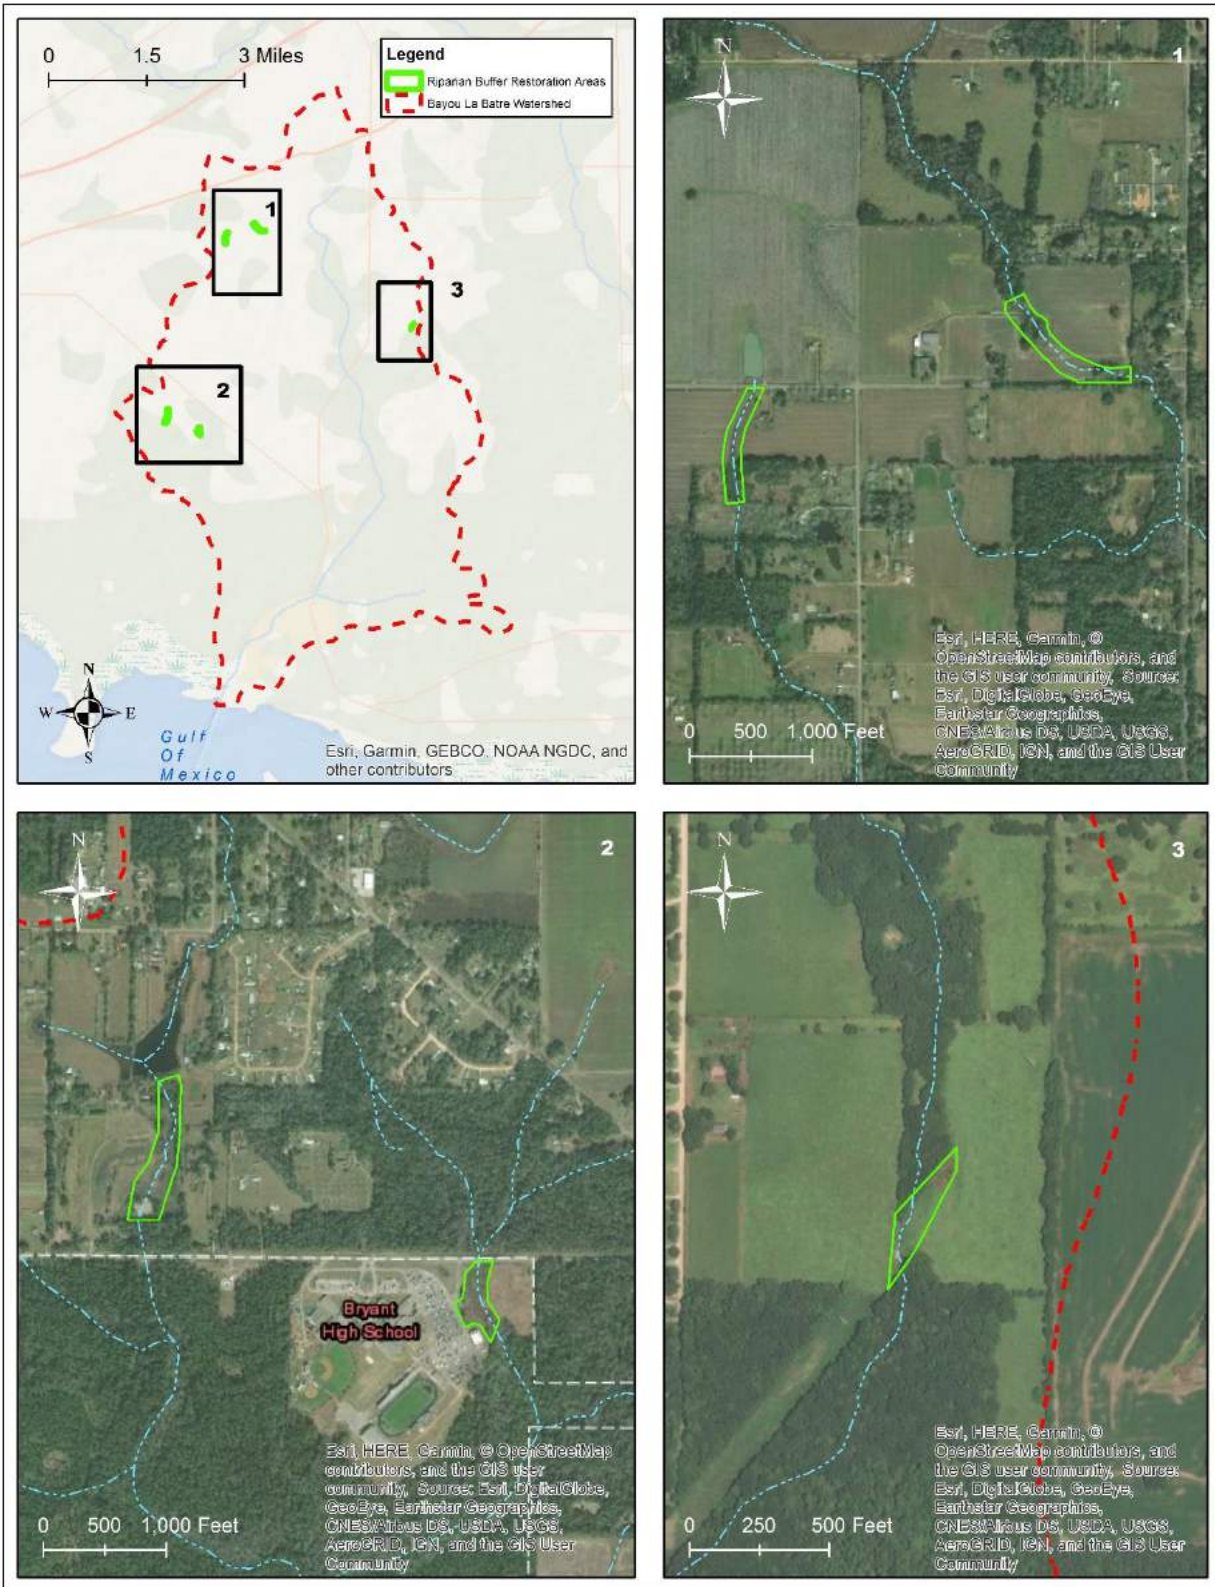 0 1.5 3 Miles
Legend
Riparian Buffer Restoration Areas
Bayou La Batre Watershed
1
2
3
N
W E
S
Gulf
Of
Mexico
Esri, Garmin, GEBCO, NOAA NGDC, and
other contributors
N
1
0 500 1,000 Feet
Esri, HERE, Garmin, ©
OpenStreetMap contributors, and
the GIS user community, Source:
Esri, DigitalGlobe, GeoEye,
Earthstar Geographics,
CNES/Airbus DS, USDA, USGS,
AeroGRID, IGN, and the GIS User
Community
N
2
Bryant
High School
0 500 1,000 Feet
Esri, HERE, Garmin, © OpenStreetMap
contributors, and the GIS user
community, Source: Esri, DigitalGlobe,
GeoEye, Earthstar Geographics,
CNES/Airbus DS, USDA, USGS,
AeroGRID, IGN, and the GIS User
Community
N
3
0 250 500 Feet
Esri, HERE, Garmin, ©
OpenStreetMap contributors, and
the GIS user community, Source:
Esri, DigitalGlobe, GeoEye,
Earthstar Geographics,
CNES/Airbus DS, USDA, USGS,
AeroGRID, IGN, and the GIS User
Community